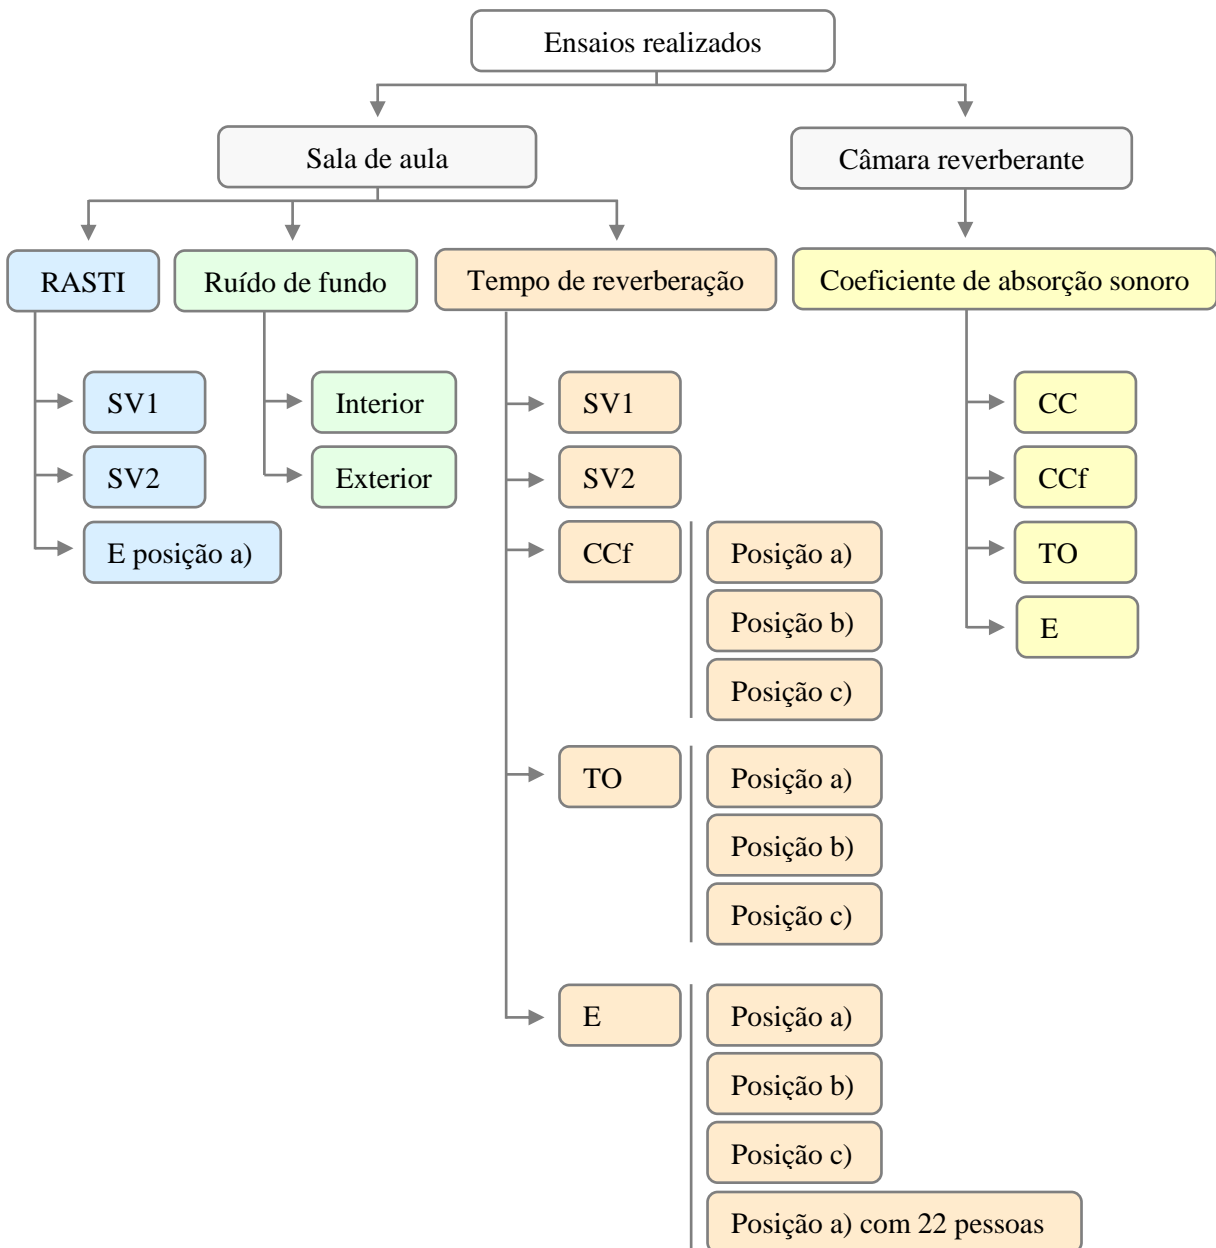 Ensaios realizados
Sala de aula
Câmara reverberante
RASTI
Ruído de fundo
Tempo de reverberação
Coeficiente de absorção sonoro
SV1
SV2
E posição a)
Interior
Exterior
SV1
SV2
CCf
Posição a)
Posição b)
Posição c)
TO
Posição a)
Posição b)
Posição c)
E
Posição a)
Posição b)
Posição c)
Posição a) com 22 pessoas
CC
CCf
TO
E